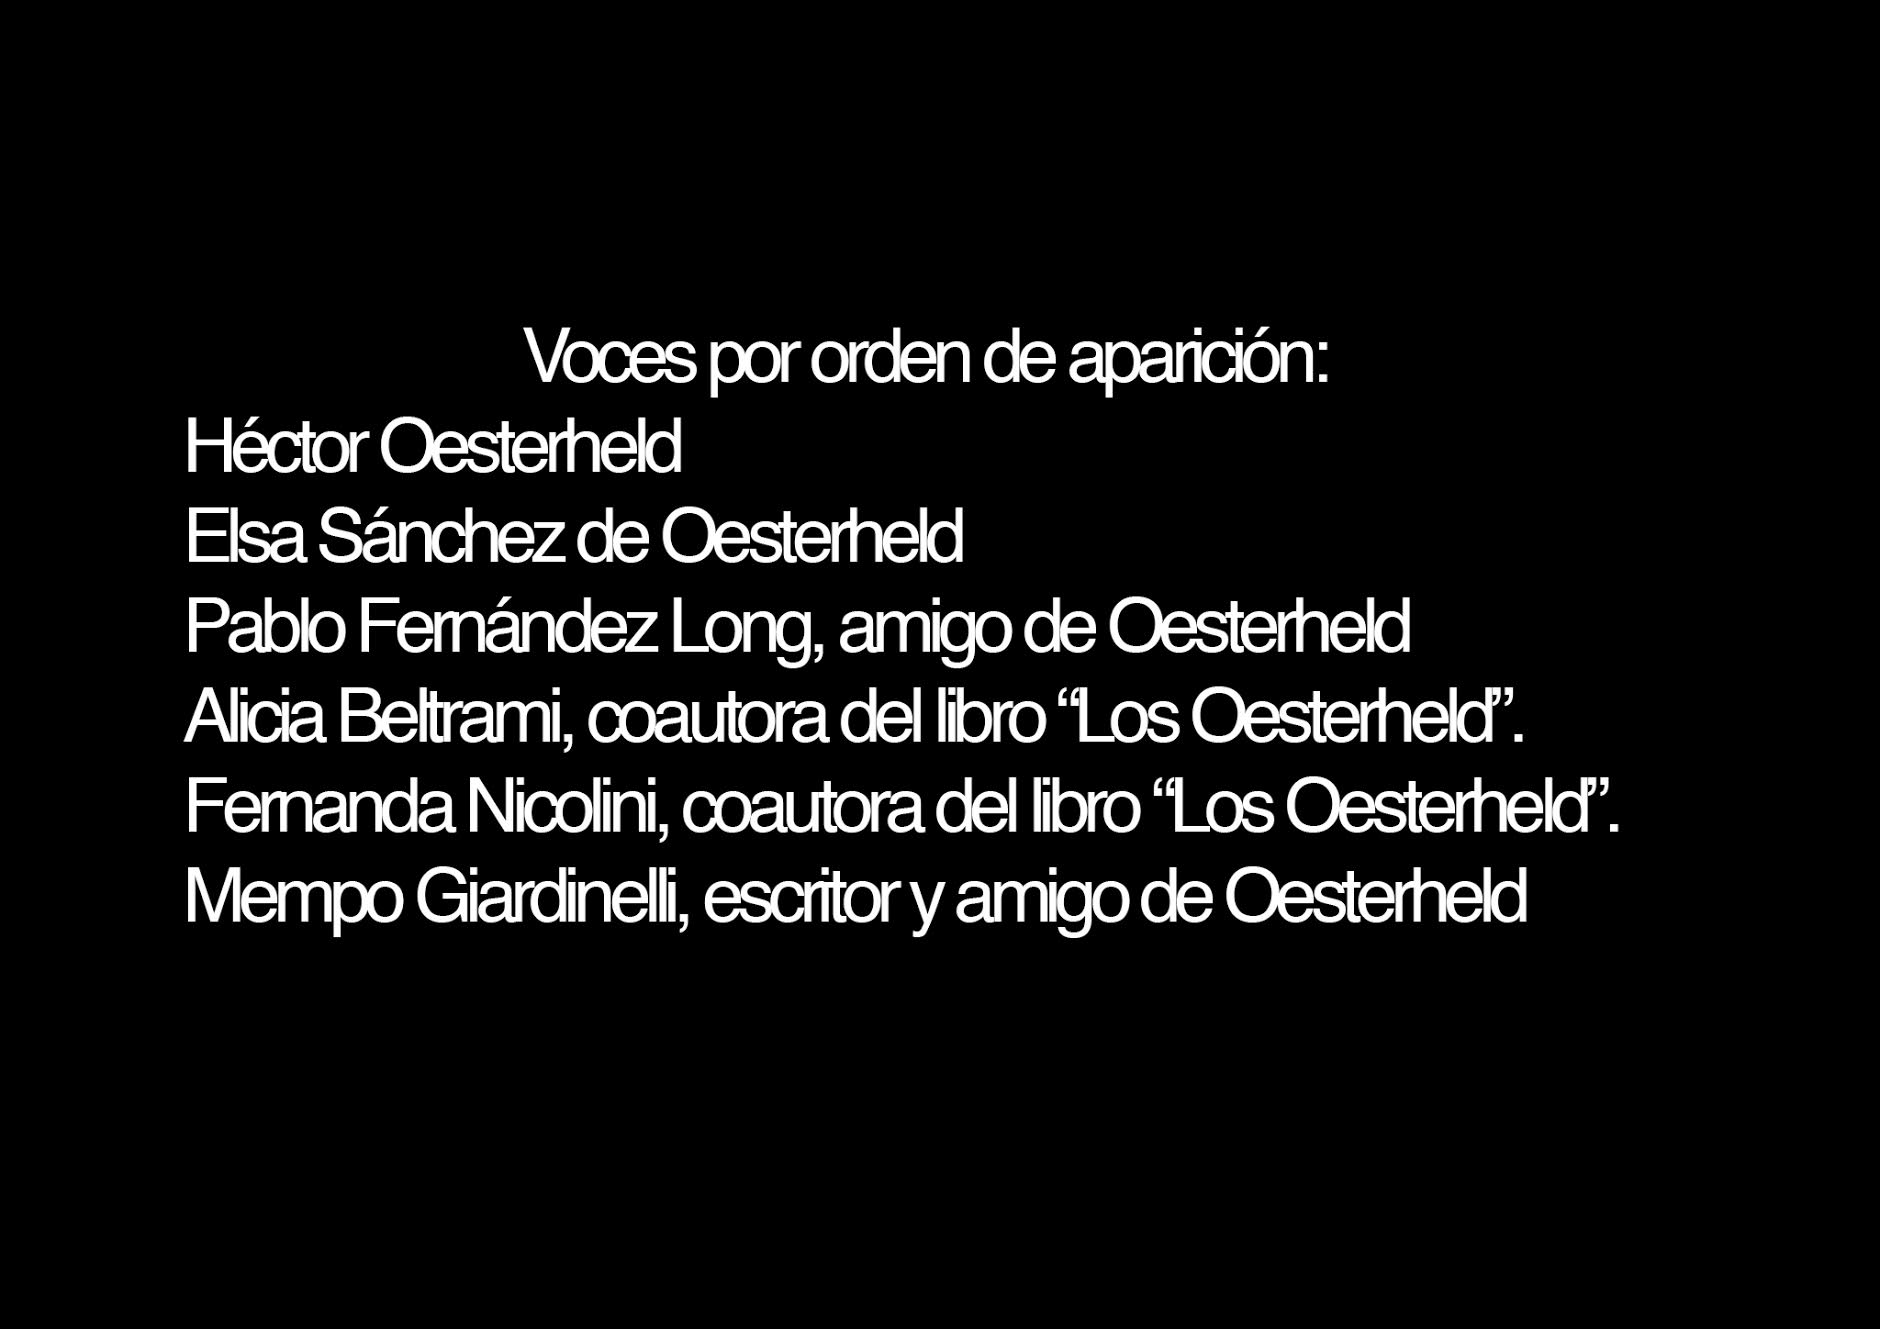 Voces por orden de aparición:
Héctor Oesterheld
Elsa Sánchez de Oesterheld
Pablo Fernández Long, amigo de Oesterheld
Alicia Beltrami, coautora del libro “Los Oesterheld”.
Fernanda Nicolini, coautora del libro “Los Oesterheld”.
Mempo Giardinelli, escritor y amigo de Oesterheld